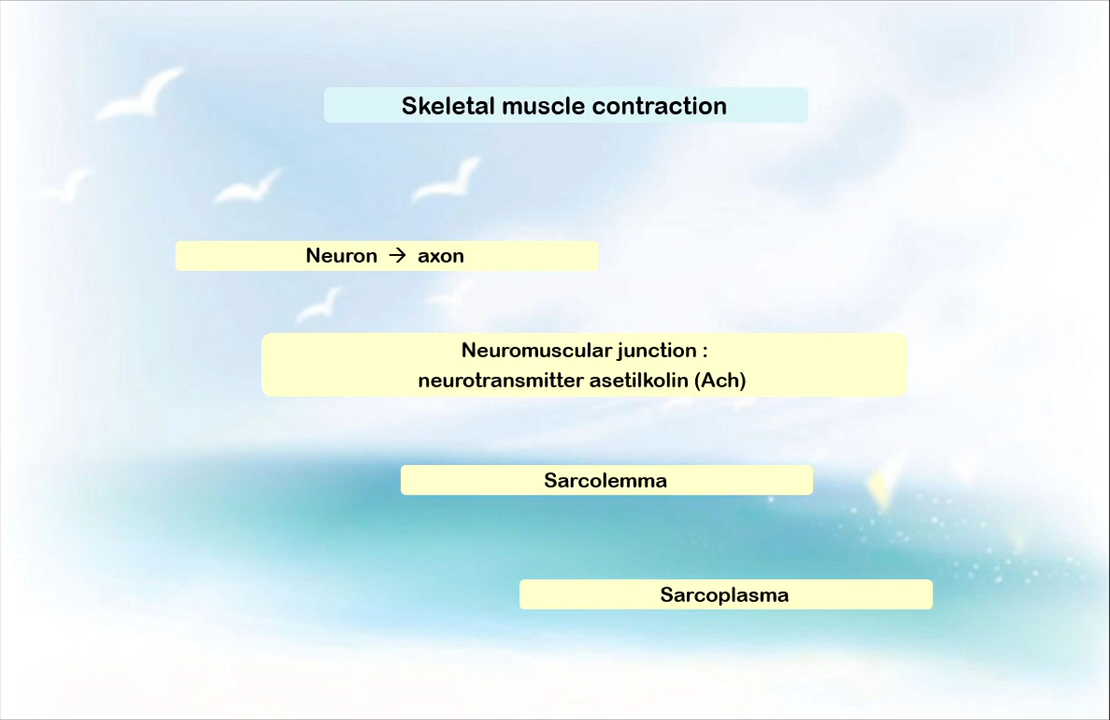 Skeletal muscle contraction
Neuron → axon
Neuromuscular junction :
neurotransmitter asetilkolin (Ach)
Sarcolemma
Sarcoplasma